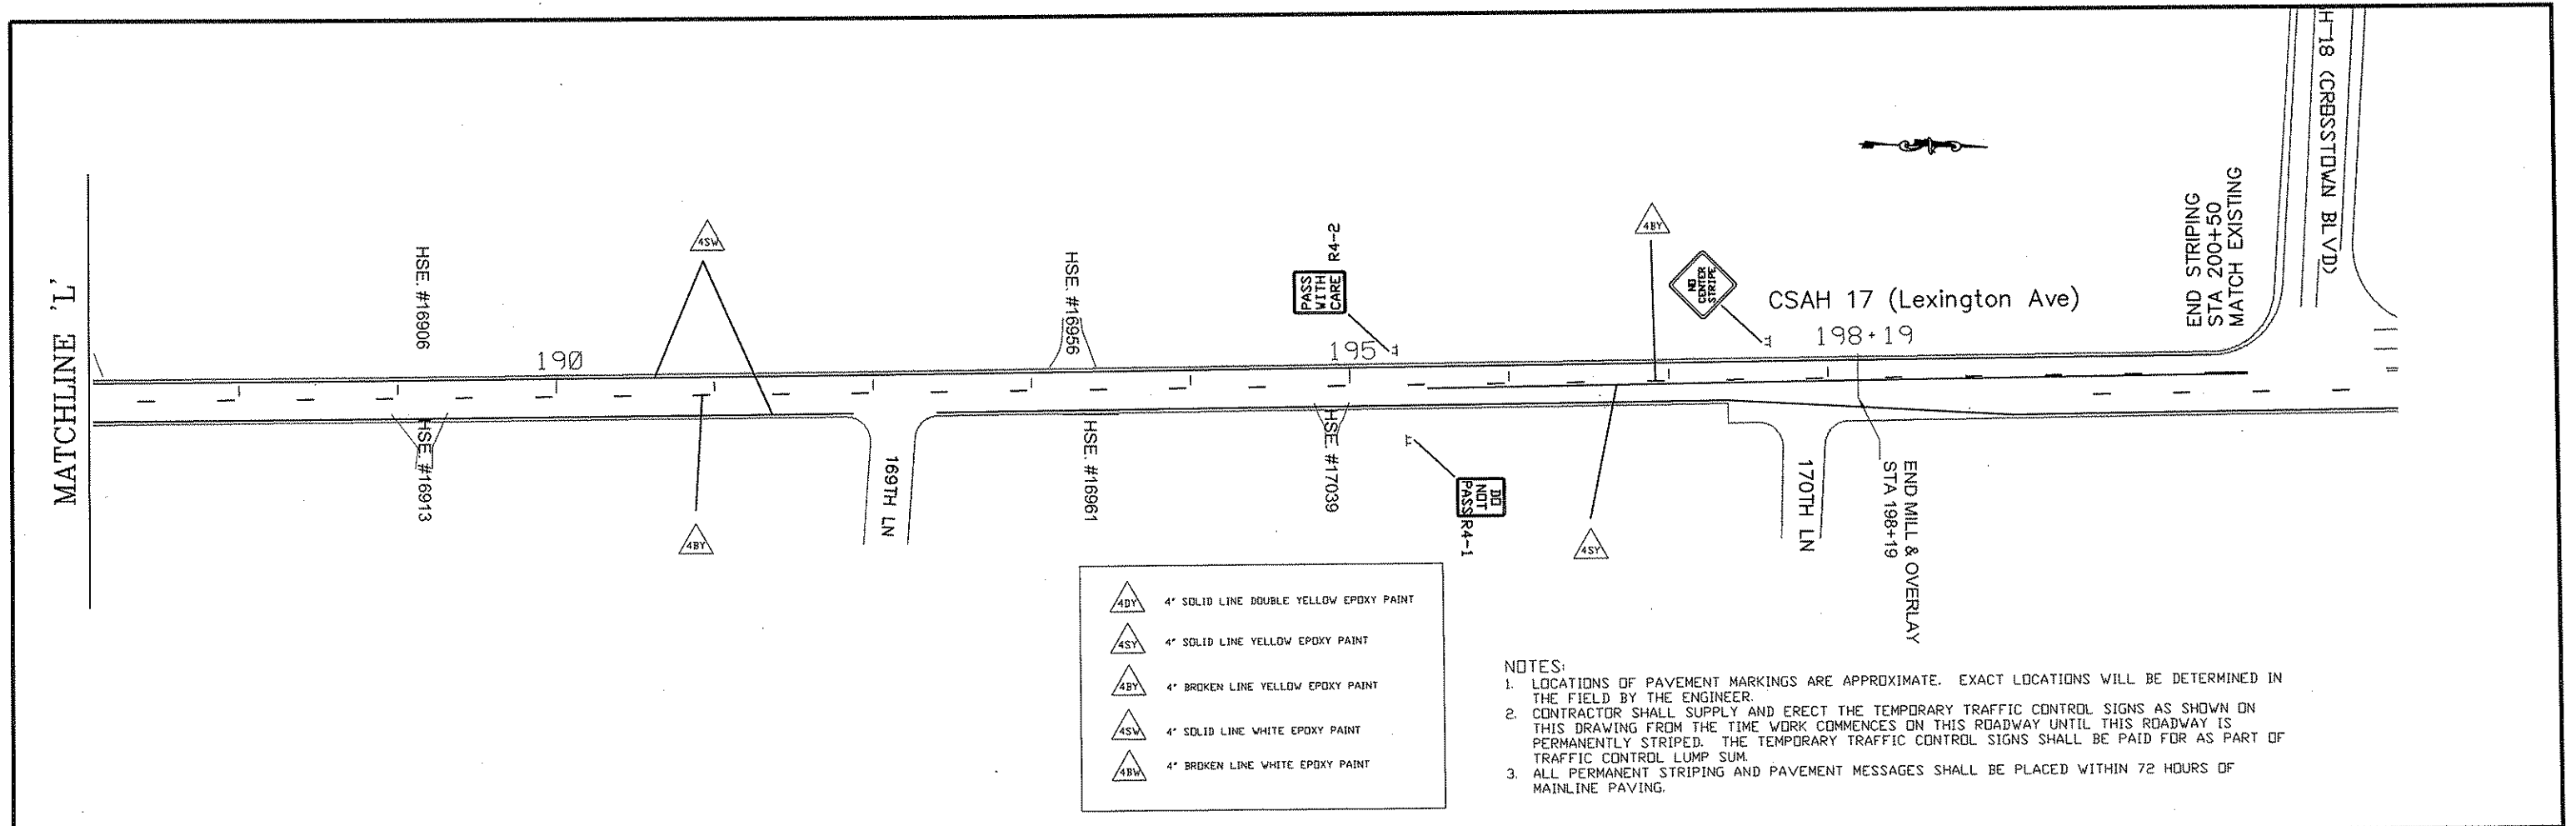 MATCHLINE 'L'
HSE. #16906
HSE. #16913
190
4SW
4BY
169TH LN
HSE. #16956
HSE. #16961
R4-2
PASS
WITH
CARE
195
HSE. #17039
DO
NOT
PASS
R4-1
4BY
4SY
NO
CENTER
STRIPE
CSAH 17 (Lexington Ave)
198+19
170TH LN
END MILL & OVERLAY
STA 198+19
END STRIPING
STA 200+50
MATCH EXISTING
H-18 (CROSSTOWN BLVD)
4DY 4" SOLID LINE DOUBLE YELLOW EPOXY PAINT
4SY 4" SOLID LINE YELLOW EPOXY PAINT
4BY 4" BROKEN LINE YELLOW EPOXY PAINT
4SW 4" SOLID LINE WHITE EPOXY PAINT
4BW 4" BROKEN LINE WHITE EPOXY PAINT
NOTES:
1. LOCATIONS OF PAVEMENT MARKINGS ARE APPROXIMATE. EXACT LOCATIONS WILL BE DETERMINED IN
THE FIELD BY THE ENGINEER.
2. CONTRACTOR SHALL SUPPLY AND ERECT THE TEMPORARY TRAFFIC CONTROL SIGNS AS SHOWN ON
THIS DRAWING FROM THE TIME WORK COMMENCES ON THIS ROADWAY UNTIL THIS ROADWAY IS
PERMANENTLY STRIPED. THE TEMPORARY TRAFFIC CONTROL SIGNS SHALL BE PAID FOR AS PART OF
TRAFFIC CONTROL LUMP SUM.
3. ALL PERMANENT STRIPING AND PAVEMENT MESSAGES SHALL BE PLACED WITHIN 72 HOURS OF
MAINLINE PAVING.